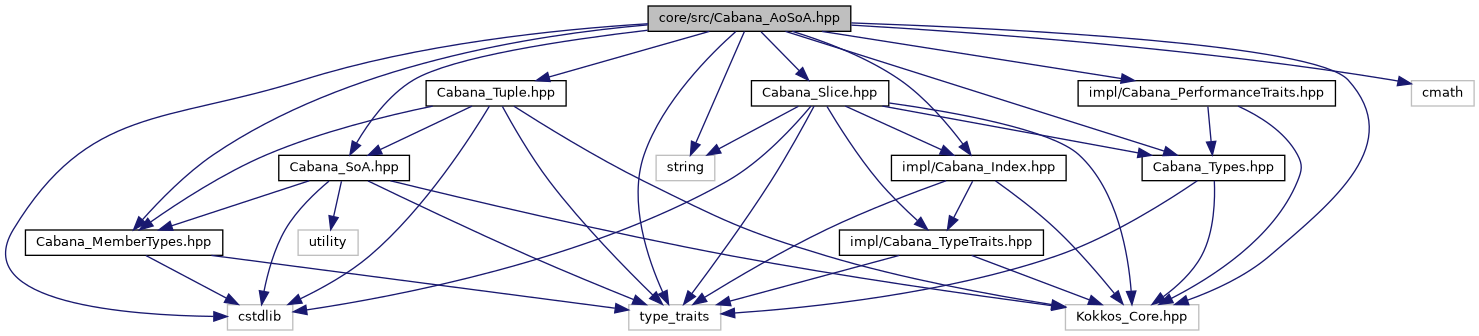 core/src/Cabana_AoSoA.hpp
Cabana_Tuple.hpp
Cabana_Slice.hpp
impl/Cabana_PerformanceTraits.hpp
cmath
Cabana_SoA.hpp
string
impl/Cabana_Index.hpp
Cabana_Types.hpp
Cabana_MemberTypes.hpp
utility
impl/Cabana_TypeTraits.hpp
cstdlib
type_traits
Kokkos_Core.hpp